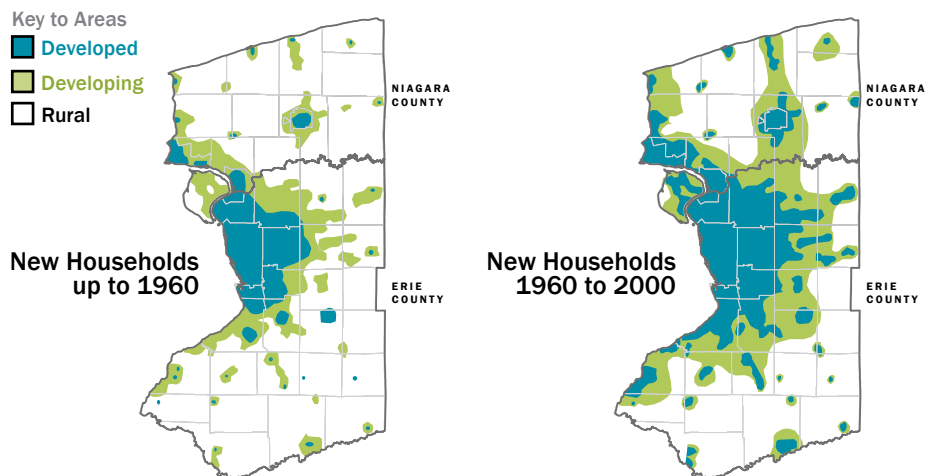 Key to Areas
Developed
Developing
Rural
NIAGARA
COUNTY
New Households
up to 1960
ERIE
COUNTY
NIAGARA
COUNTY
New Households
1960 to 2000
ERIE
COUNTY